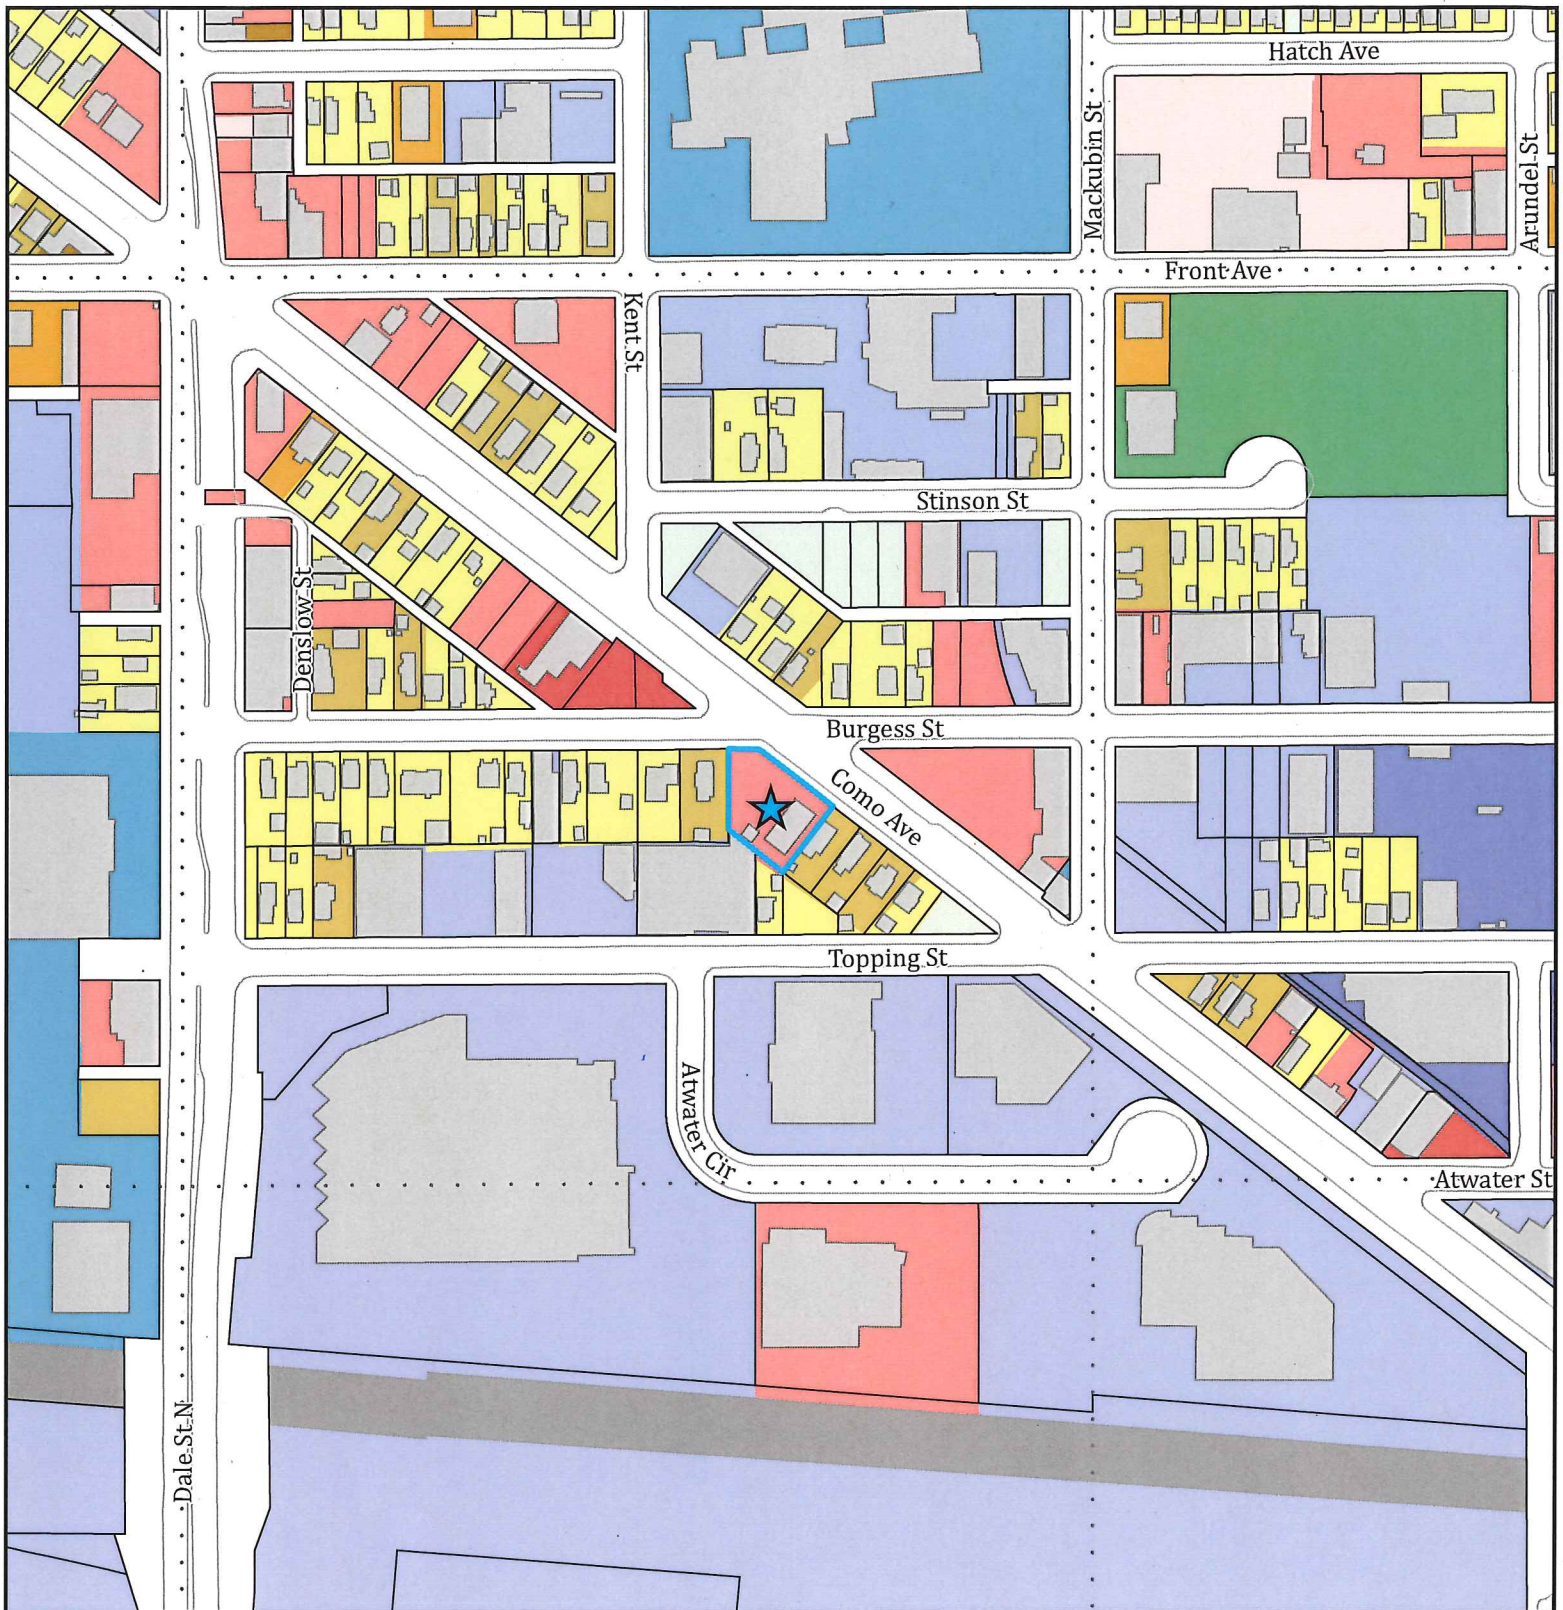 Hatch Ave
Mackubin St
Arundel St
Front Ave
Kent St
Stinson St
Denslow St
Burgess St
Como Ave
Topping St
Atwater Cir
Atwater St
Dale St N